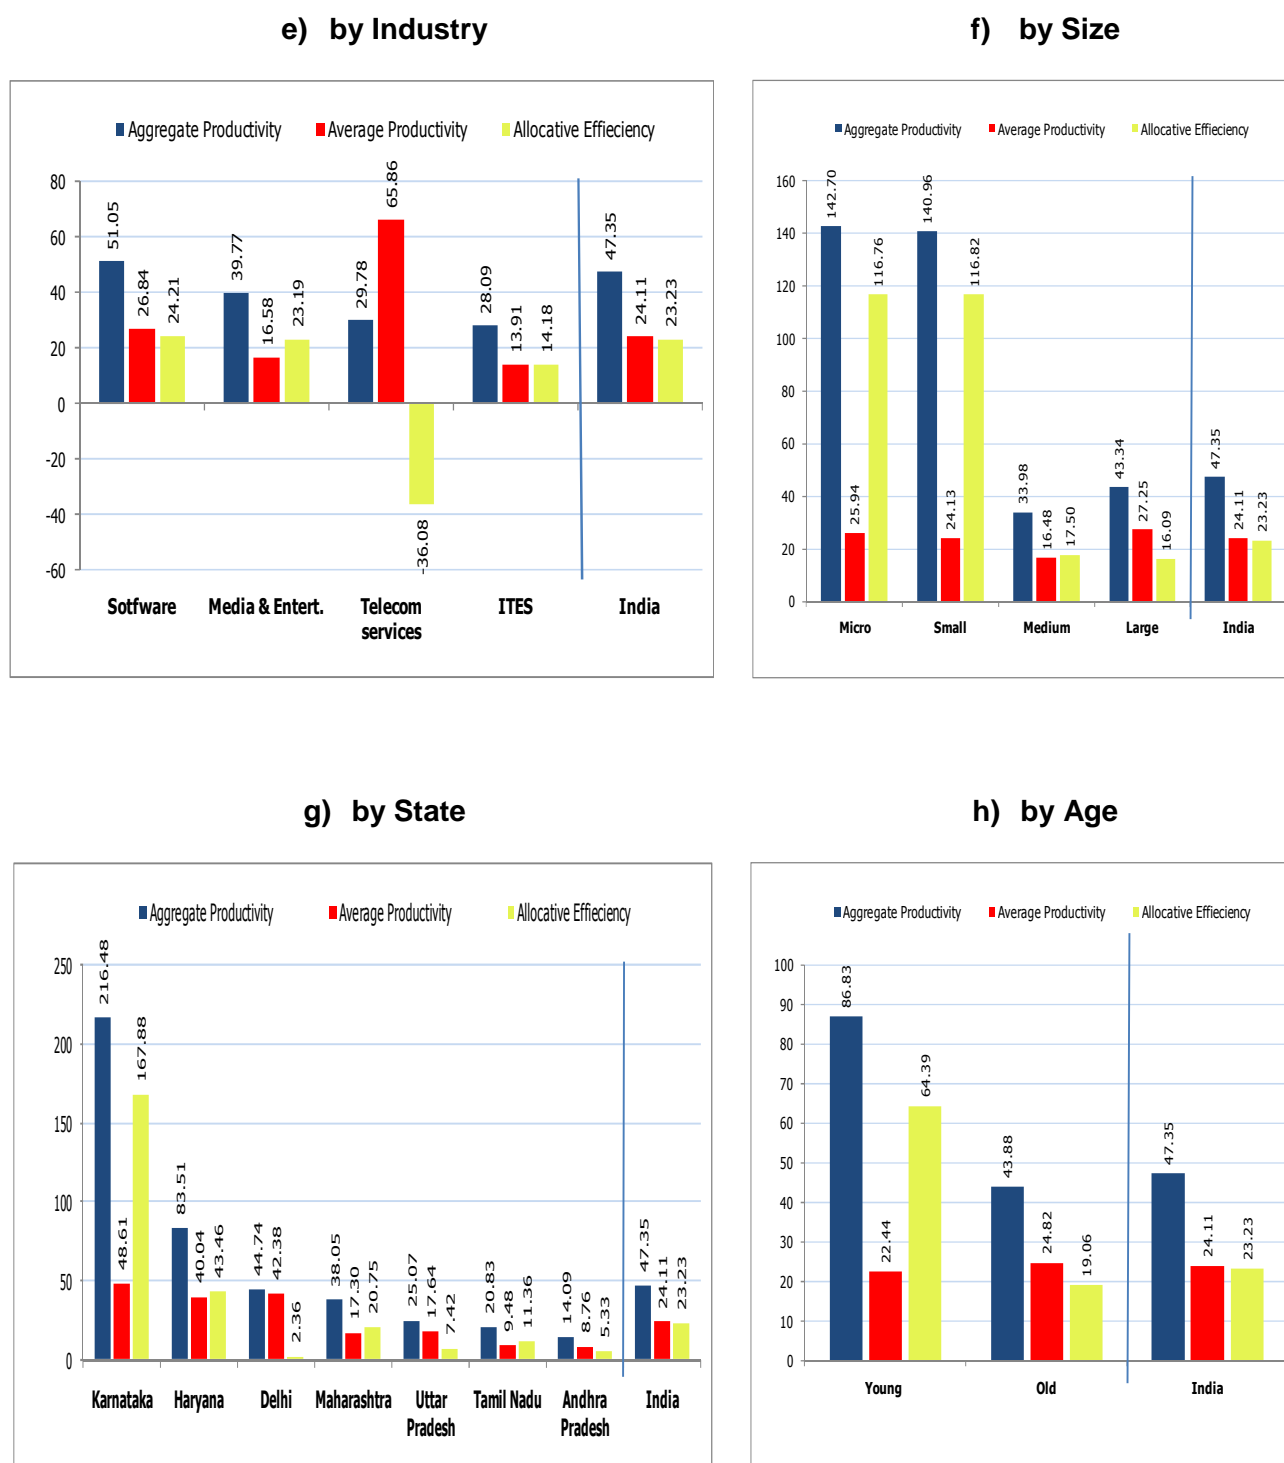 e) by Industry
Aggregate Productivity Average Productivity Allocative Effieciency
80
60
40
20
0
-20
-40
-60
51.05 26.84 24.21
39.77 16.58 23.19
29.78 65.86 -36.08
28.09 13.91 14.18
47.35 24.11 23.23
Sotfware Media & Entert. Telecom services ITES India
f) by Size
Aggregate Productivity Average Productivity Allocative Effieciency
160
140
120
100
80
60
40
20
0
142.70 25.94 116.76
140.96 24.13 116.82
33.98 16.48 17.50
43.34 27.25 16.09
47.35 24.11 23.23
Micro Small Medium Large India
g) by State
Aggregate Productivity Average Productivity Allocative Effieciency
250
200
150
100
50
0
216.48 48.61 167.88
83.51 40.04 43.46
44.74 42.38 2.36
38.05 17.30 20.75
25.07 17.64 7.42
20.83 9.48 11.36
14.09 8.76 5.33
47.35 24.11 23.23
Karnataka Haryana Delhi Maharashtra Uttar Pradesh Tamil Nadu Andhra Pradesh India
h) by Age
Aggregate Productivity Average Productivity Allocative Effieciency
100
90
80
70
60
50
40
30
20
10
0
86.83 22.44 64.39
43.88 24.82 19.06
47.35 24.11 23.23
Young Old India